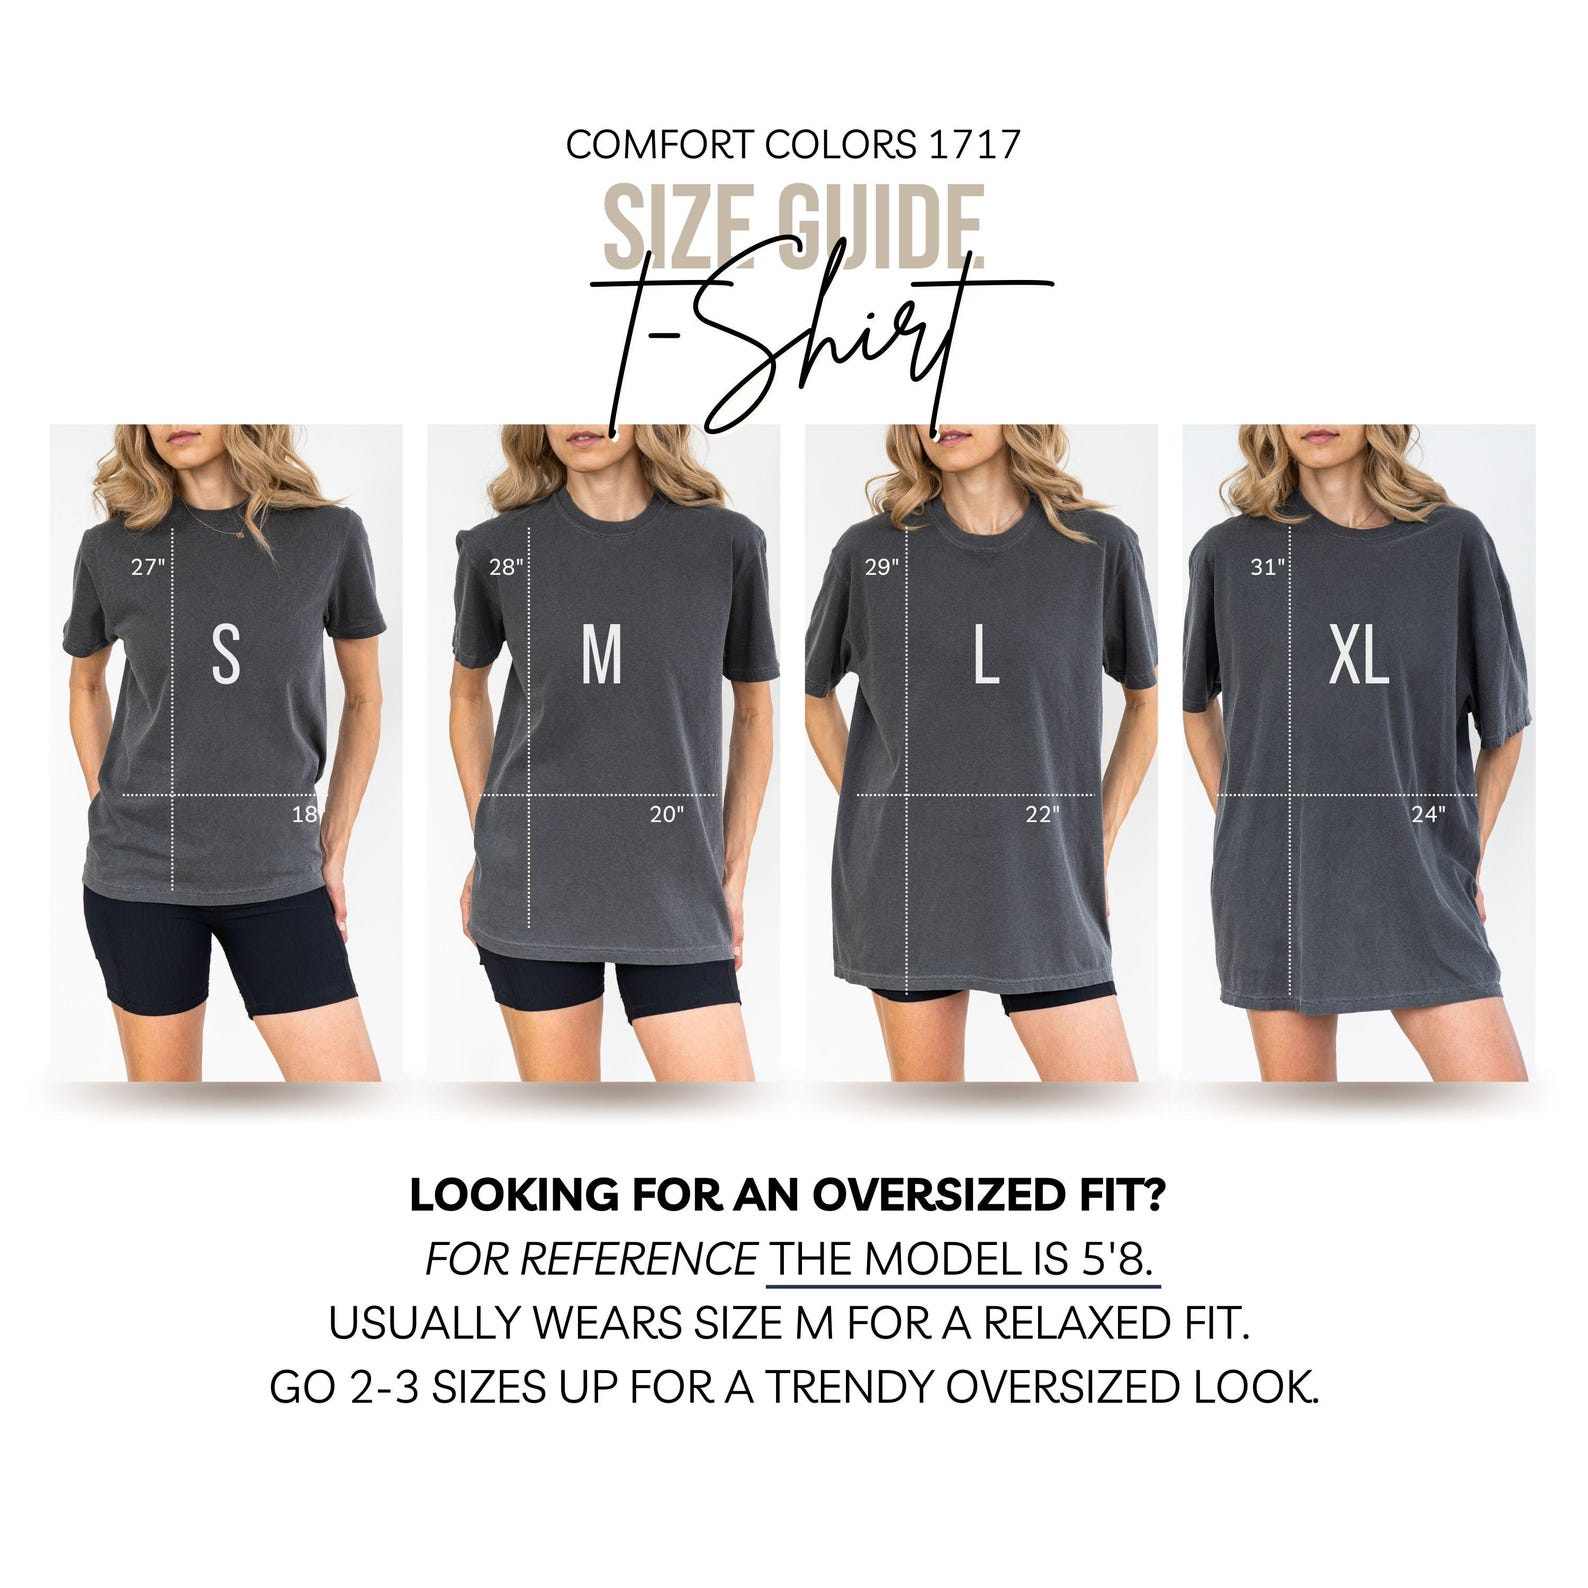 COMFORT COLORS 1717
SIZE GUIDE
T-Shirt
27"
S
18"
28"
M
20"
29"
L
22"
31"
XL
24"
LOOKING FOR AN OVERSIZED FIT?
FOR REFERENCE THE MODEL IS 5'8.
USUALLY WEARS SIZE M FOR A RELAXED FIT.
GO 2-3 SIZES UP FOR A TRENDY OVERSIZED LOOK.